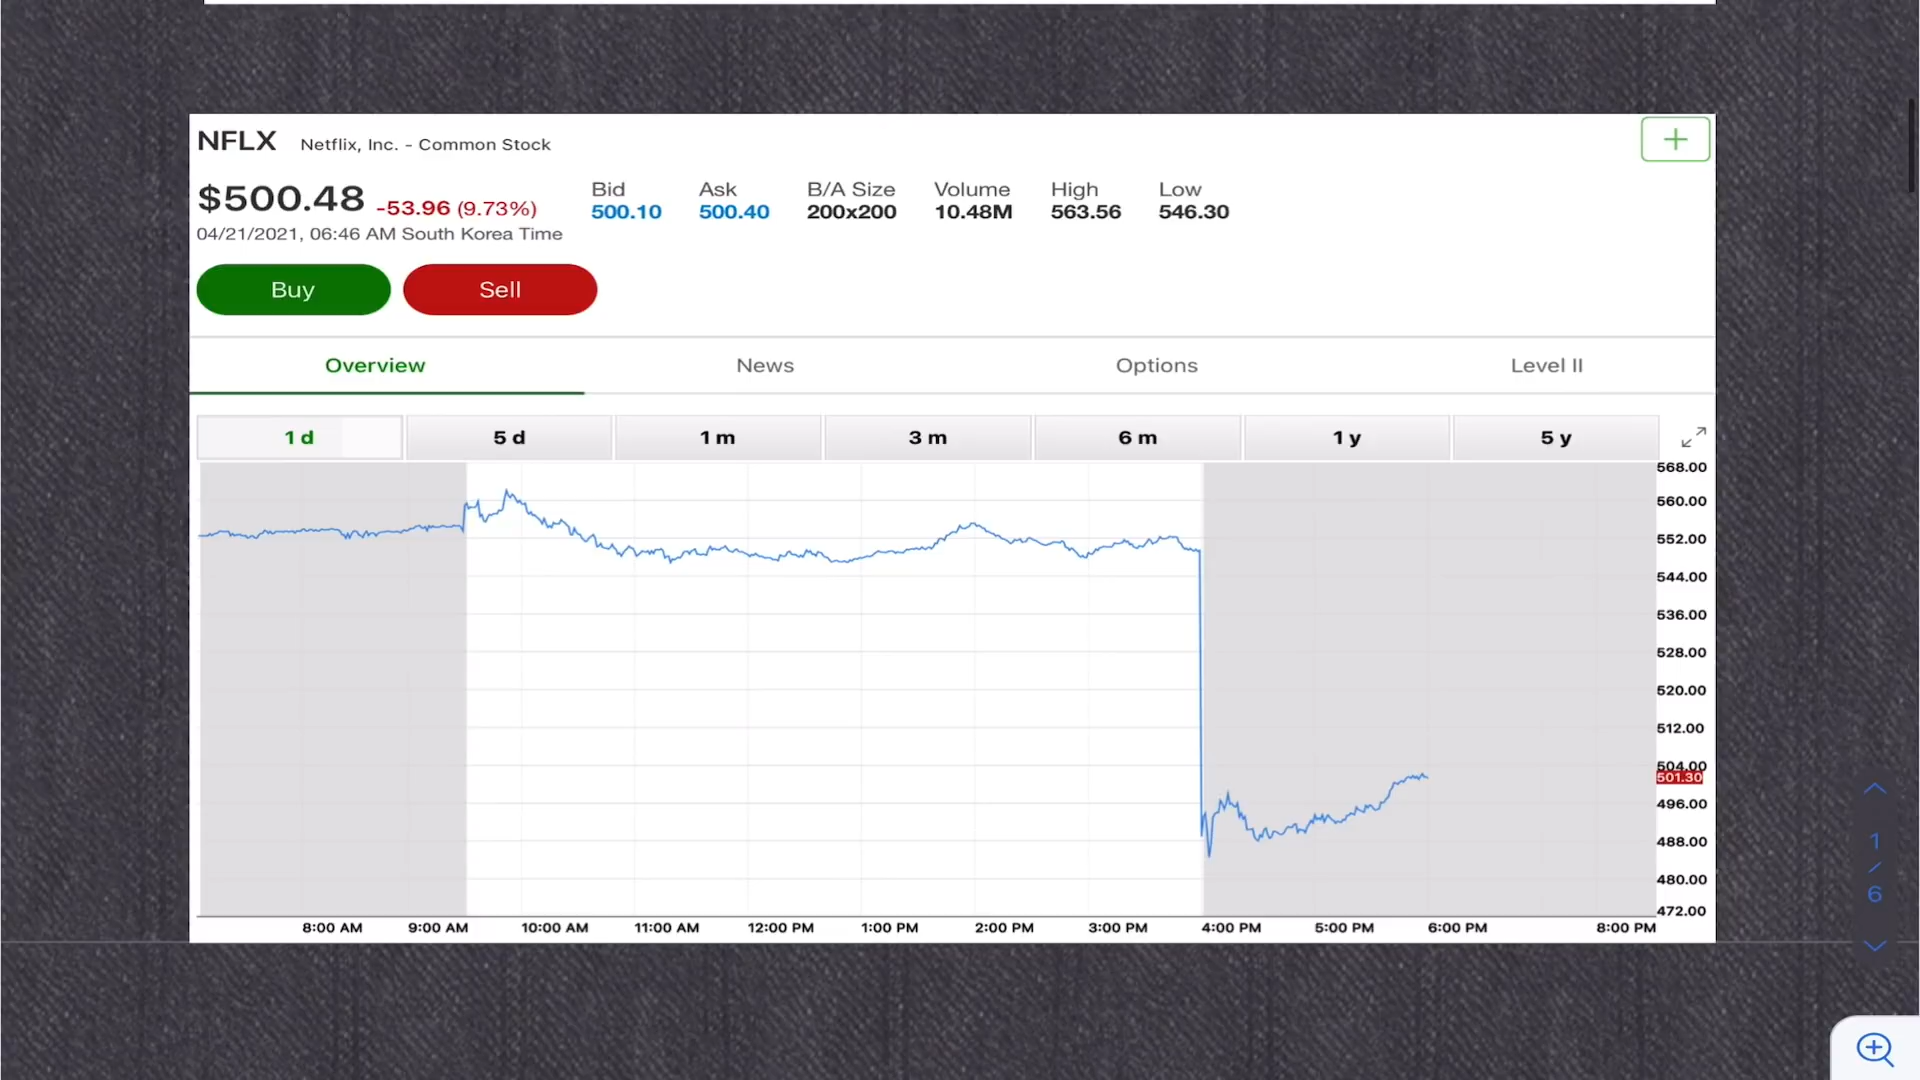 NFLX Netflix, Inc. - Common Stock
$500.48 -53.96 (9.73%)
04/21/2021, 06:46 AM South Korea Time
Bid Ask B/A Size Volume High Low
500.10 500.40 200x200 10.48M 563.56 546.30
Buy Sell
Overview News Options Level II
1 d 5 d 1 m 3 m 6 m 1 y 5 y
568.00
560.00
552.00
544.00
536.00
528.00
520.00
512.00
504.00
501.30
496.00
488.00
480.00
472.00
8:00 AM 9:00 AM 10:00 AM 11:00 AM 12:00 PM 1:00 PM 2:00 PM 3:00 PM 4:00 PM 5:00 PM 6:00 PM 8:00 PM
1
/
6